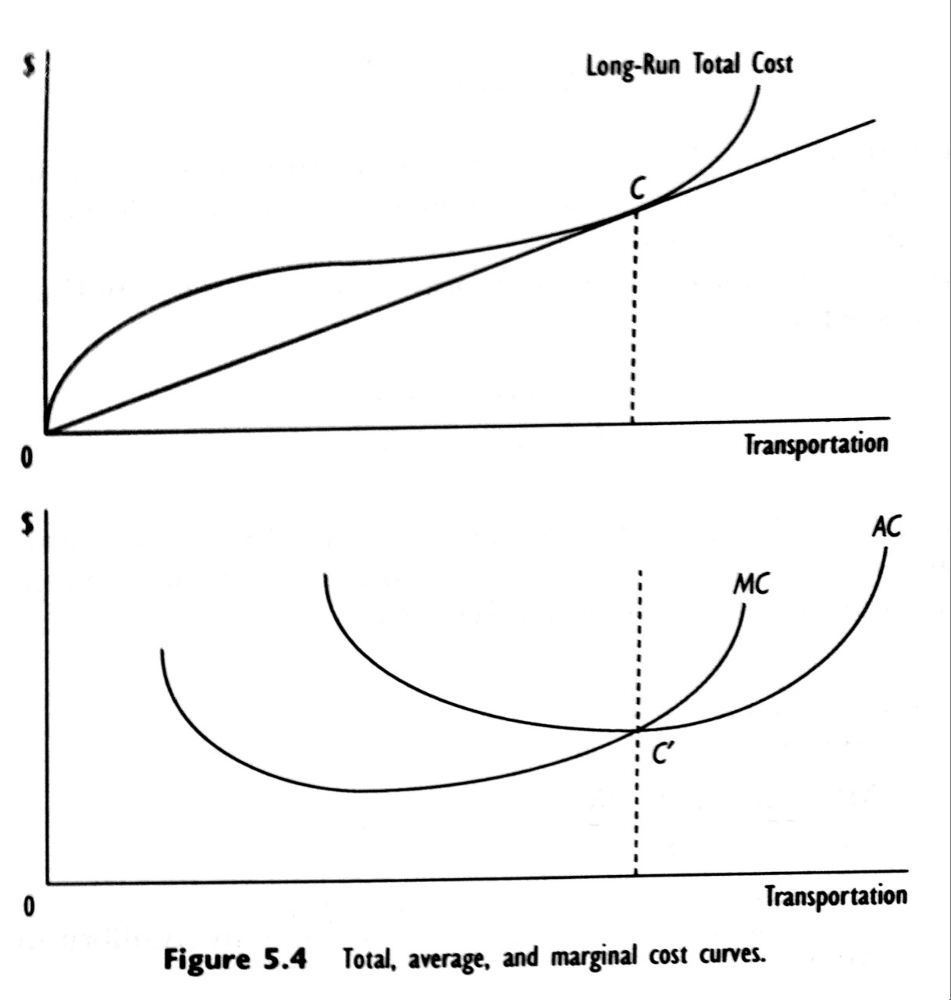 $
Long-Run Total Cost
C
Transportation
0
$
AC
MC
C′
Transportation
0
Figure 5.4 Total, average, and marginal cost curves.